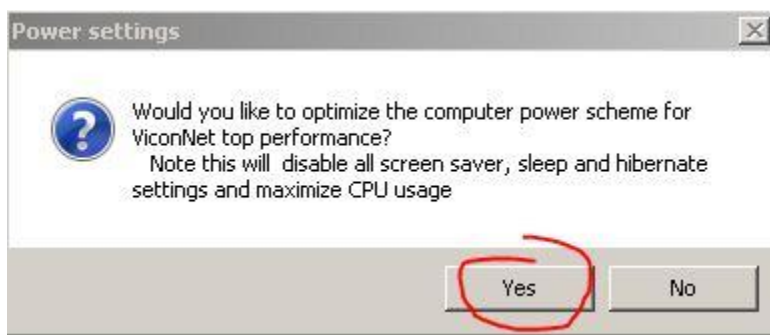 Power settings
Would you like to optimize the computer power scheme for
ViconNet top performance?
Note this will  disable all screen saver, sleep and hibernate
settings and maximize CPU usage
Yes
No